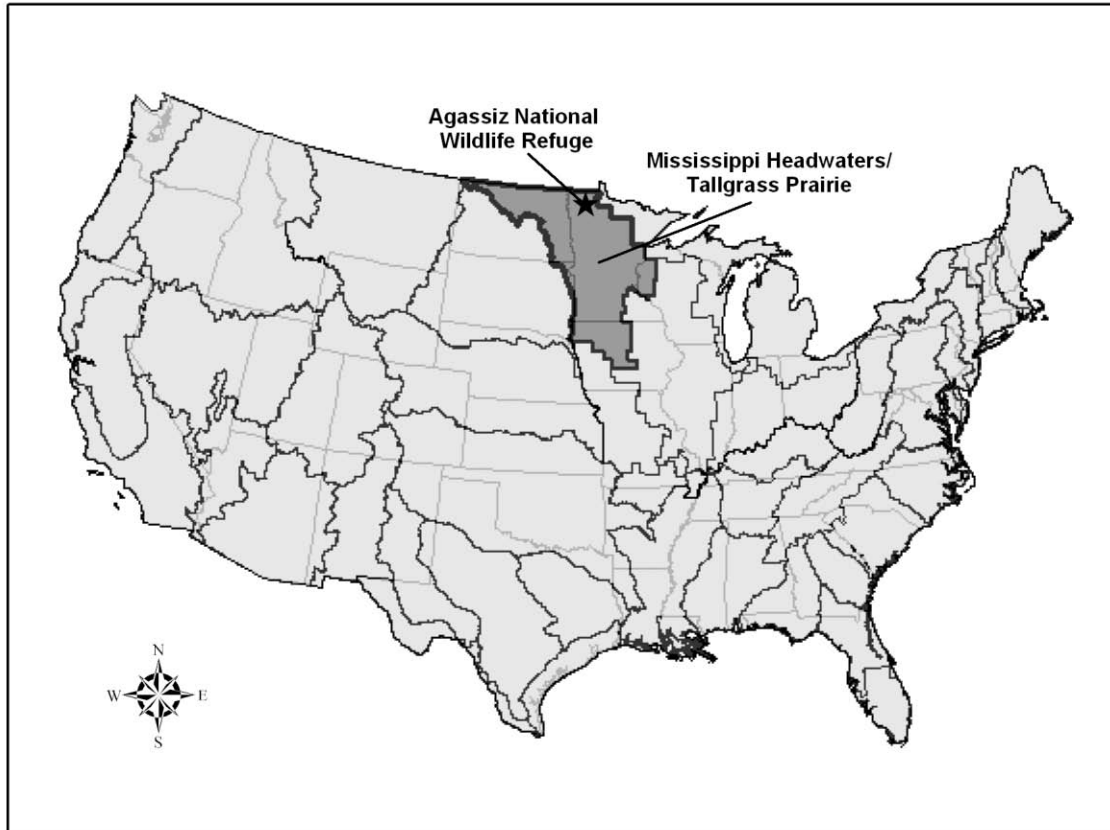 Agassiz National
Wildlife Refuge
Mississippi Headwaters/
Tallgrass Prairie
N
W
E
S